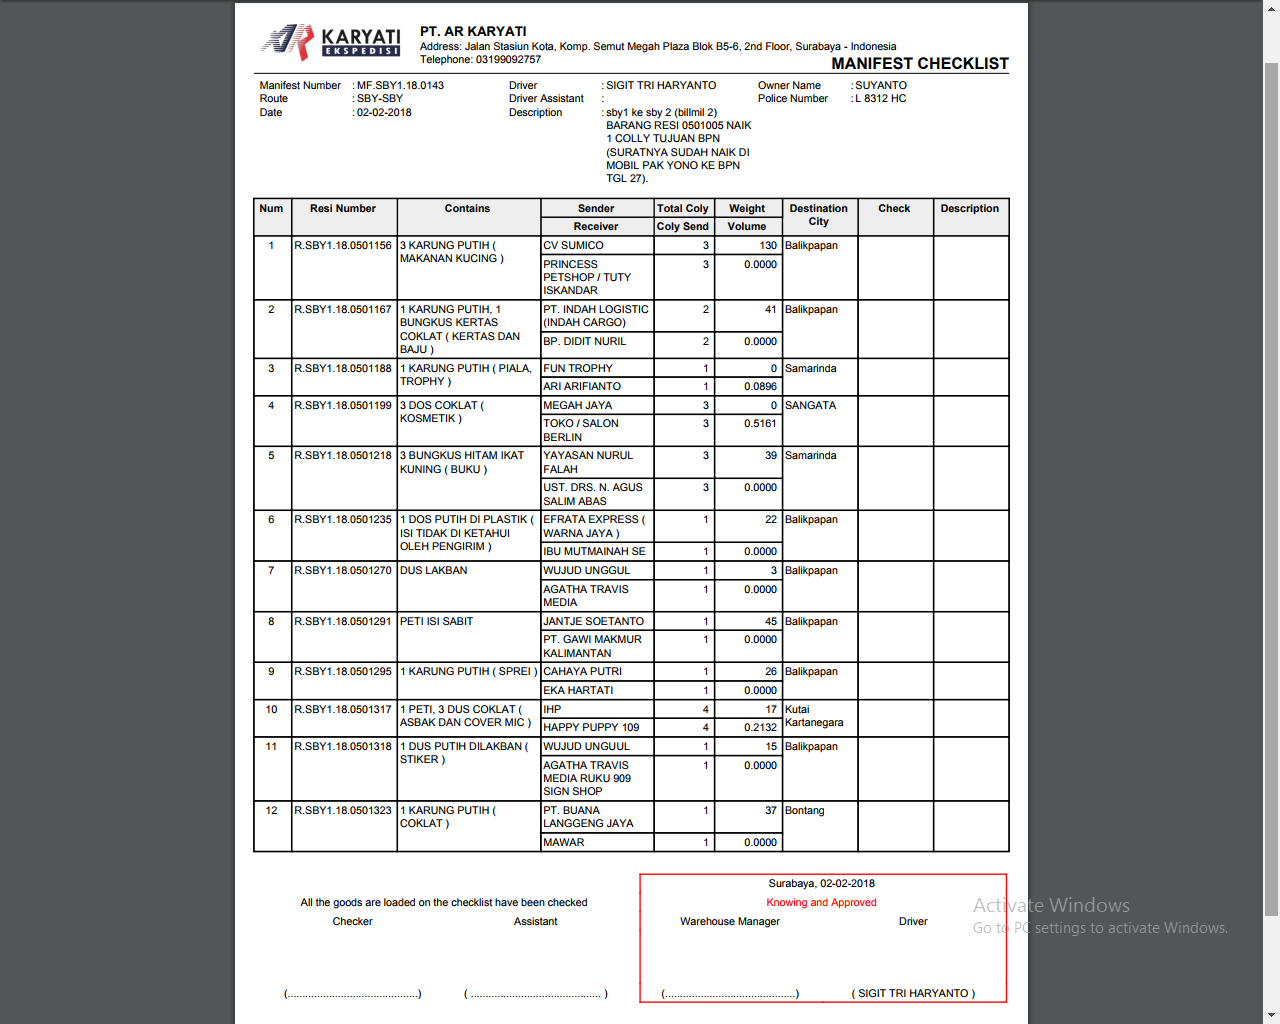 KARYATI
EKSPEDISI
PT. AR KARYATI
Address: Jalan Stasiun Kota, Komp. Semut Megah Plaza Blok B5-6, 2nd Floor, Surabaya - Indonesia
Telephone: 03199092757
MANIFEST CHECKLIST
Manifest Number : MF.SBY1.18.0143 Driver : SIGIT TRI HARYANTO Owner Name : SUYANTO
Route : SBY-SBY Driver Assistant : Police Number : L 8312 HC
Date : 02-02-2018 Description : sby1 ke sby 2 (billmil 2)
BARANG RESI 0501005 NAIK
1 COLLY TUJUAN BPN
(SURATNYA SUDAH NAIK DI
MOBIL PAK YONO KE BPN
TGL 27).
Num Resi Number Contains Sender Total Coly Weight Destination City Check Description
Receiver Coly Send Volume
1 R.SBY1.18.0501156 3 KARUNG PUTIH ( CV SUMICO 3 130 Balikpapan
MAKANAN KUCING )
PRINCESS 3 0.0000
PETSHOP / TUTY
ISKANDAR
2 R.SBY1.18.0501167 1 KARUNG PUTIH, 1 PT. INDAH LOGISTIC 2 41 Balikpapan
BUNGKUS KERTAS (INDAH CARGO)
COKLAT ( KERTAS DAN BP. DIDIT NURIL 2 0.0000
BAJU )
3 R.SBY1.18.0501188 1 KARUNG PUTIH ( PIALA, FUN TROPHY 1 0 Samarinda
TROPHY ) ARI ARIFIANTO 1 0.0896
4 R.SBY1.18.0501199 3 DOS COKLAT ( MEGAH JAYA 3 0 SANGATA
KOSMETIK ) TOKO / SALON 3 0.5161
BERLIN
5 R.SBY1.18.0501218 3 BUNGKUS HITAM IKAT YAYASAN NURUL 3 39 Samarinda
KUNING ( BUKU ) FALAH
UST. DRS. N. AGUS 3 0.0000
SALIM ABAS
6 R.SBY1.18.0501235 1 DOS PUTIH DI PLASTIK ( EFRATA EXPRESS ( 1 22 Balikpapan
ISI TIDAK DI KETAHUI WARNA JAYA )
OLEH PENGIRIM ) IBU MUTMAINAH SE 1 0.0000
7 R.SBY1.18.0501270 DUS LAKBAN WUJUD UNGGUL 1 3 Balikpapan
AGATHA TRAVIS 1 0.0000
MEDIA
8 R.SBY1.18.0501291 PETI ISI SABIT JANTJE SOETANTO 1 45 Balikpapan
PT. GAWI MAKMUR 1 0.0000
KALIMANTAN
9 R.SBY1.18.0501295 1 KARUNG PUTIH ( SPREI ) CAHAYA PUTRI 1 26 Balikpapan
EKA HARTATI 1 0.0000
10 R.SBY1.18.0501317 1 PETI, 3 DUS COKLAT ( IHP 4 17 Kutai
ASBAK DAN COVER MIC ) HAPPY PUPPY 109 4 0.2132 Kartanegara
11 R.SBY1.18.0501318 1 DUS PUTIH DILAKBAN ( WUJUD UNGUUL 1 15 Balikpapan
STIKER ) AGATHA TRAVIS 1 0.0000
MEDIA RUKU 909
SIGN SHOP
12 R.SBY1.18.0501323 1 KARUNG PUTIH ( PT. BUANA 1 37 Bontang
COKLAT ) LANGGENG JAYA
MAWAR 1 0.0000
Surabaya, 02-02-2018
All the goods are loaded on the checklist have been checked Knowing and Approved
Checker Assistant Warehouse Manager Driver
(...........................................) ( ........................................... ) (...........................................) ( SIGIT TRI HARYANTO )
Activate Windows
Go to PC settings to activate Windows.